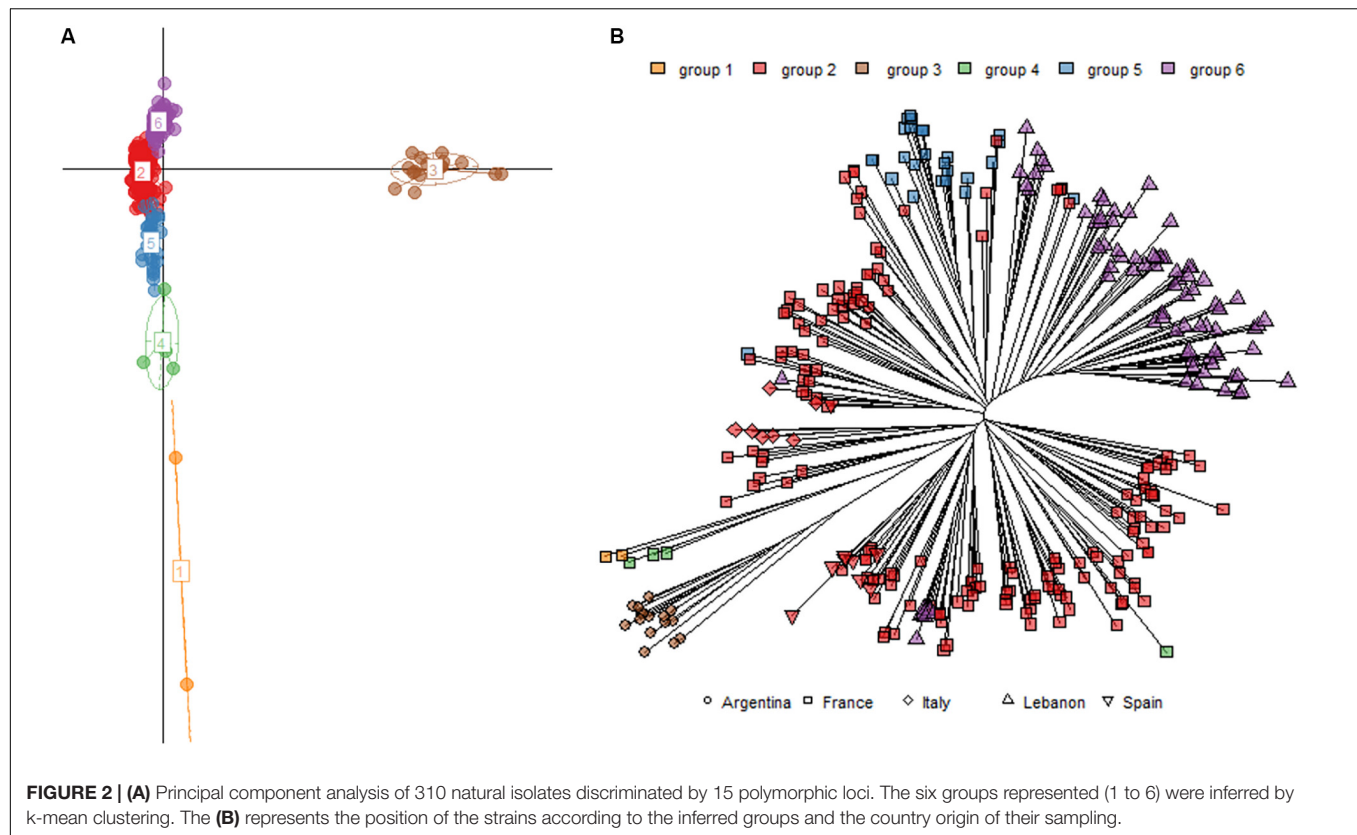 A
B
group 1 group 2 group 3 group 4 group 5 group 6
6
2
3
5
4
1
Argentina France Italy Lebanon Spain
FIGURE 2 | (A) Principal component analysis of 310 natural isolates discriminated by 15 polymorphic loci. The six groups represented (1 to 6) were inferred by
k-mean clustering. The (B) represents the position of the strains according to the inferred groups and the country origin of their sampling.